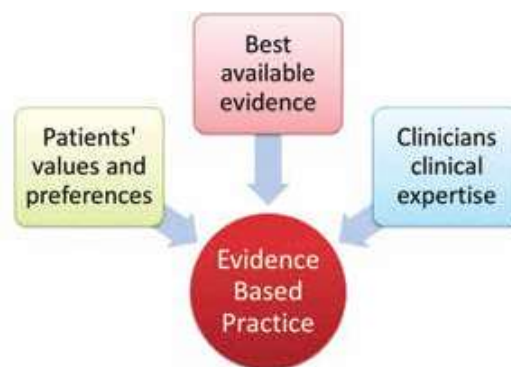 Best
available
evidence
Patients'
values and
preferences
Clinicians
clinical
expertise
Evidence
Based
Practice